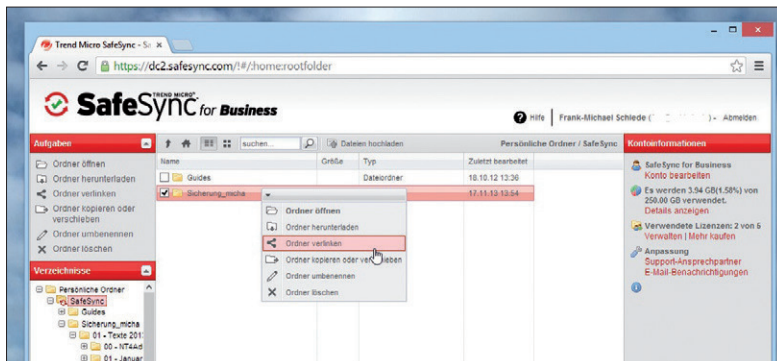 Trend Micro SafeSync - Si
https://dc2.safesync.com/!#/:home:rootfolder
TREND MICRO™
SafeSync for Business
Hilfe Frank-Michael Schlede ( ) - Abmelden
Aufgaben
Ordner öffnen
Ordner herunterladen
Ordner verlinken
Ordner kopieren oder
verschieben
Ordner umbenennen
Ordner löschen
Verzeichnisse
Persönliche Ordner
SafeSync
Guides
Sicherung_micha
01 - Texte 201
00 - NT4Ad
01 - Januar
suchen... Dateien hochladen Persönliche Ordner / SafeSync
Name Größe Typ Zuletzt bearbeitet
Guides Dateiordner 18.10.12 13:36
Sicherung_micha 17.11.13 13:54
Ordner öffnen
Ordner herunterladen
Ordner verlinken
Ordner kopieren oder verschieben
Ordner umbenennen
Ordner löschen
Kontoinformationen
SafeSync for Business
Konto bearbeiten
Es werden 3.94 GB(1.58%) von
250.00 GB verwendet.
Details anzeigen
Verwendete Lizenzen: 2 von 5
Verwalten | Mehr kaufen
Anpassung
Support-Ansprechpartner
E-Mail-Benachrichtigungen